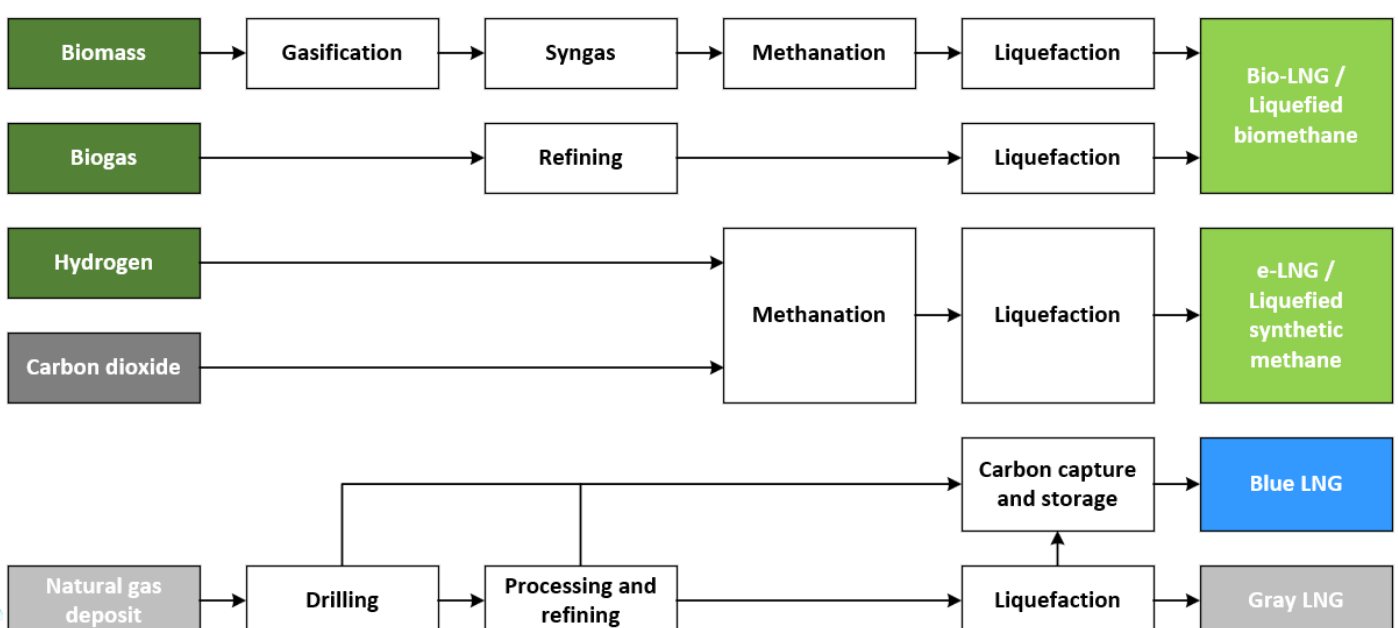 Biomass
Gasification
Syngas
Methanation
Liquefaction
Bio-LNG /
Liquefied
biomethane
Biogas
Refining
Liquefaction
Hydrogen
Carbon dioxide
Methanation
Liquefaction
e-LNG /
Liquefied
synthetic
methane
Carbon capture
and storage
Blue LNG
Natural gas
deposit
Drilling
Processing and
refining
Liquefaction
Gray LNG